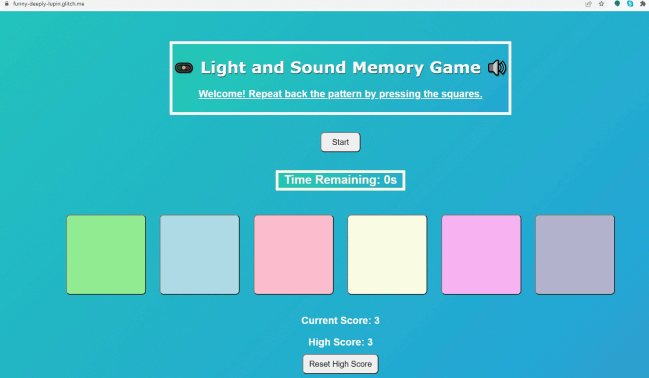 funny-deeply-lupin.glitch.me
Light and Sound Memory Game
Welcome! Repeat back the pattern by pressing the squares.
Start
Time Remaining: 0s
Current Score: 3
High Score: 3
Reset High Score